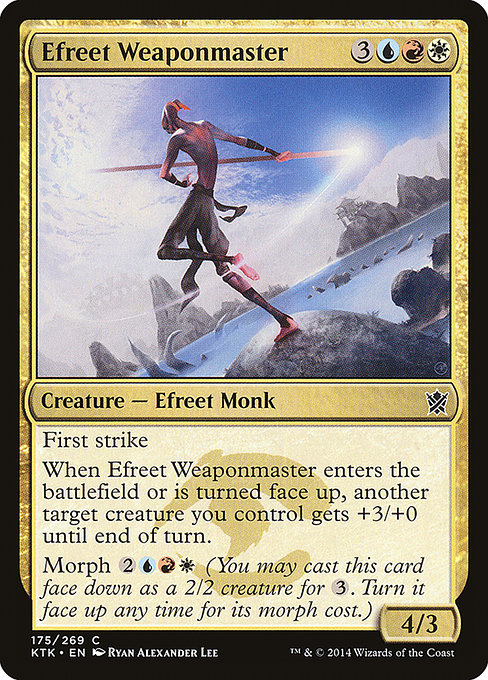 Efreet Weaponmaster 3
Creature — Efreet Monk
First strike
When Efreet Weaponmaster enters the
battlefield or is turned face up, another
target creature you control gets +3/+0
until end of turn.
Morph 2 (You may cast this card
face down as a 2/2 creature for 3. Turn it
face up any time for its morph cost.)
4/3
175/269 C
KTK • EN Ryan Alexander Lee
™ & © 2014 Wizards of the Coast